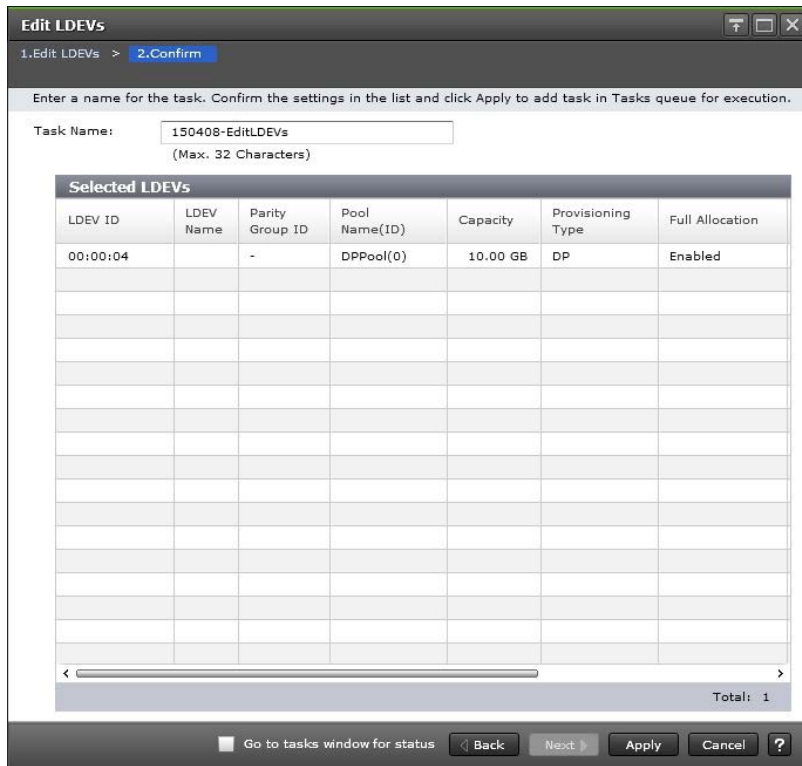 Edit LDEVs
1.Edit LDEVs > 2.Confirm
Enter a name for the task. Confirm the settings in the list and click Apply to add task in Tasks queue for execution.
Task Name: 150408-EditLDEVs
(Max. 32 Characters)
Selected LDEVs
LDEV ID LDEV Name Parity Group ID Pool Name(ID) Capacity Provisioning Type Full Allocation
00:00:04 - DPPool(0) 10.00 GB DP Enabled
Total: 1
Go to tasks window for status Back Next Apply Cancel ?